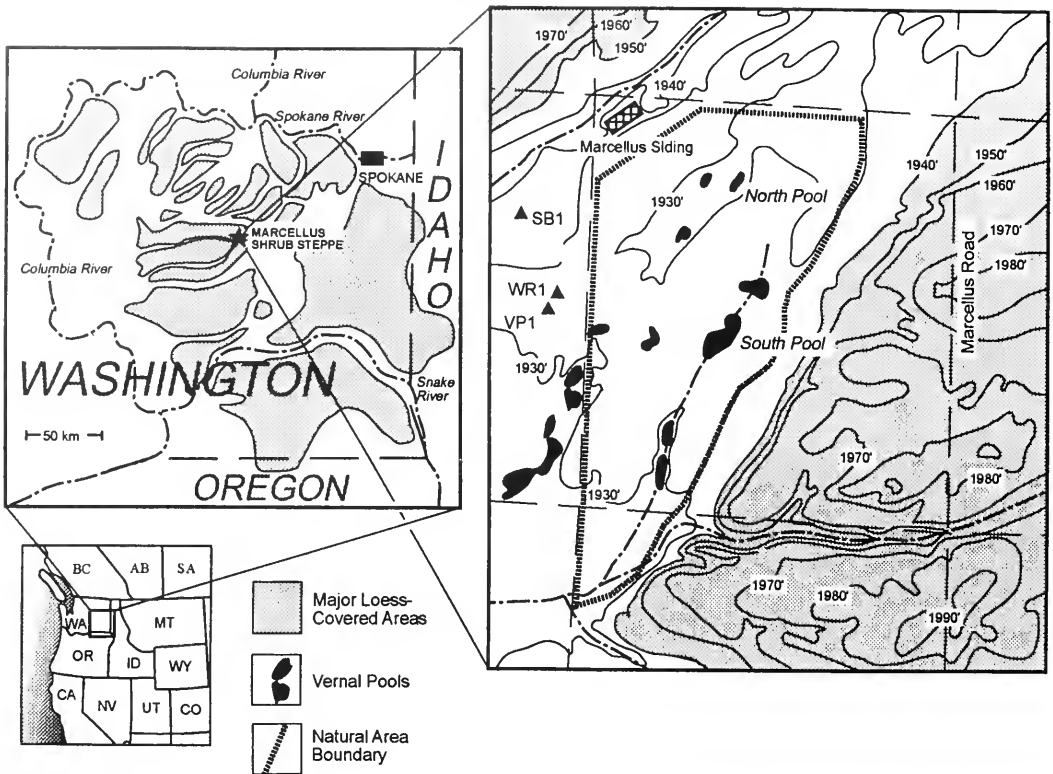 Columbia River
Spokane River
SPOKANE
IDAHO
MARCELLUS
SHRUB STEPPE
Columbia River
WASHINGTON
Snake
River
50 km
OREGON
1970'
1960'
1950'
1940'
Marcellus Siding
1940'
1950'
1960'
1930'
North Pool
SB1
1970'
1980'
Marcellus Road
WR1
VP1
South Pool
1930'
1970'
1980'
1930'
1970'
1980'
1990'
BC
AB
SA
WA
MT
OR
ID
WY
CA
NV
UT
CO
Major Loess-
Covered Areas
Vernal Pools
Natural Area
Boundary